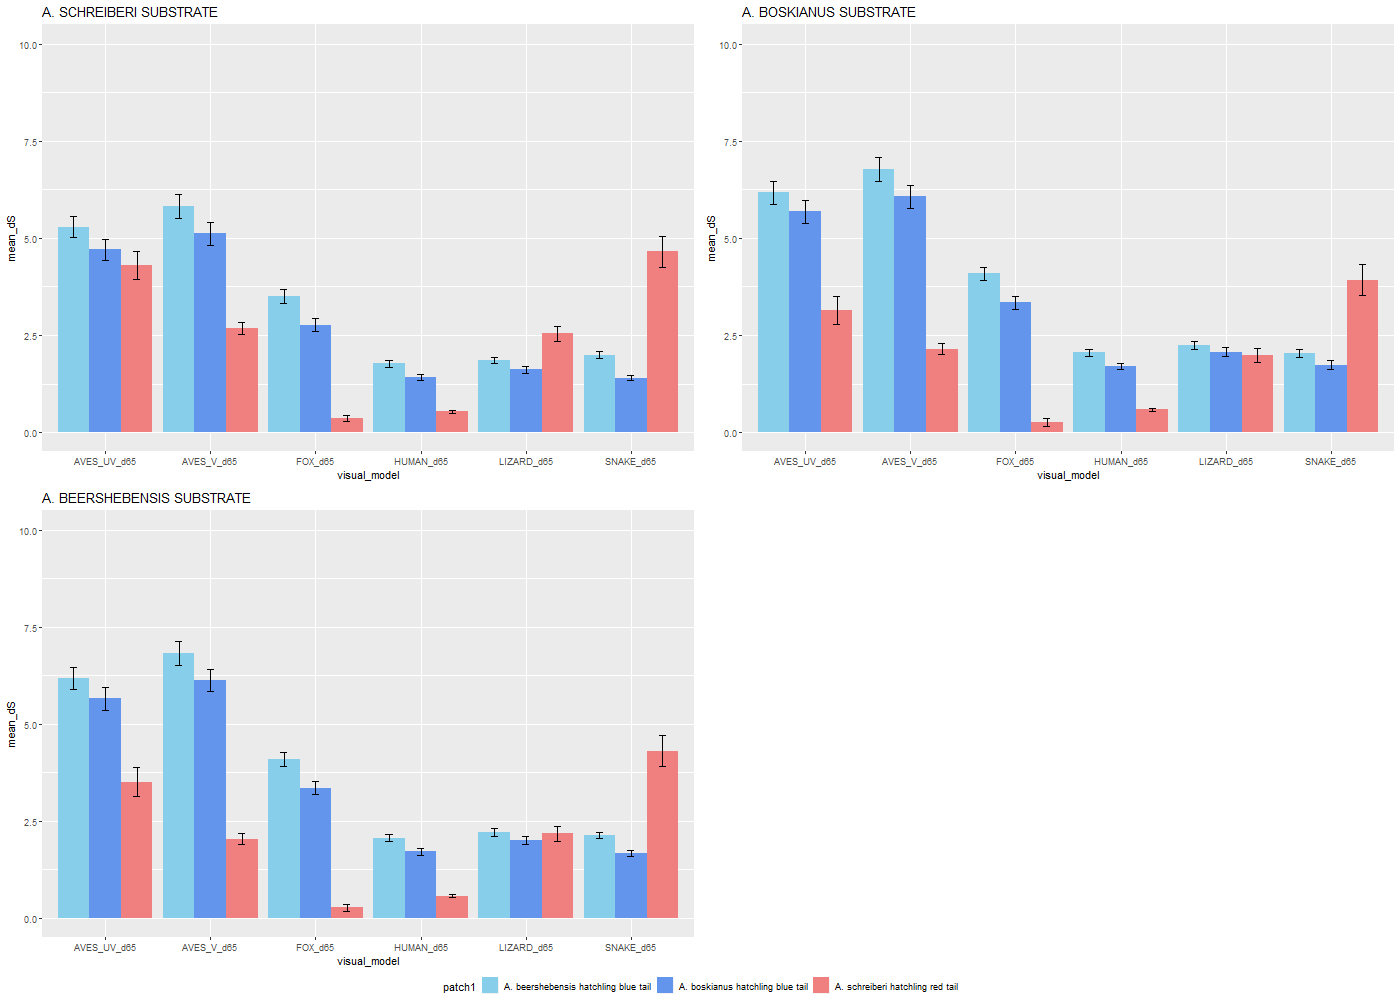 A. SCHREIBERI SUBSTRATE
10.0
7.5
5.0
2.5
0.0
mean_dS
AVES_UV_d65 AVES_V_d65 FOX_d65 HUMAN_d65 LIZARD_d65 SNAKE_d65
visual_model
A. BOSKIANUS SUBSTRATE
10.0
7.5
5.0
2.5
0.0
mean_dS
AVES_UV_d65 AVES_V_d65 FOX_d65 HUMAN_d65 LIZARD_d65 SNAKE_d65
visual_model
A. BEERSHEBENSIS SUBSTRATE
10.0
7.5
5.0
2.5
0.0
mean_dS
AVES_UV_d65 AVES_V_d65 FOX_d65 HUMAN_d65 LIZARD_d65 SNAKE_d65
visual_model
patch1 A. beershebensis hatchling blue tail A. boskianus hatchling blue tail A. schreiberi hatchling red tail